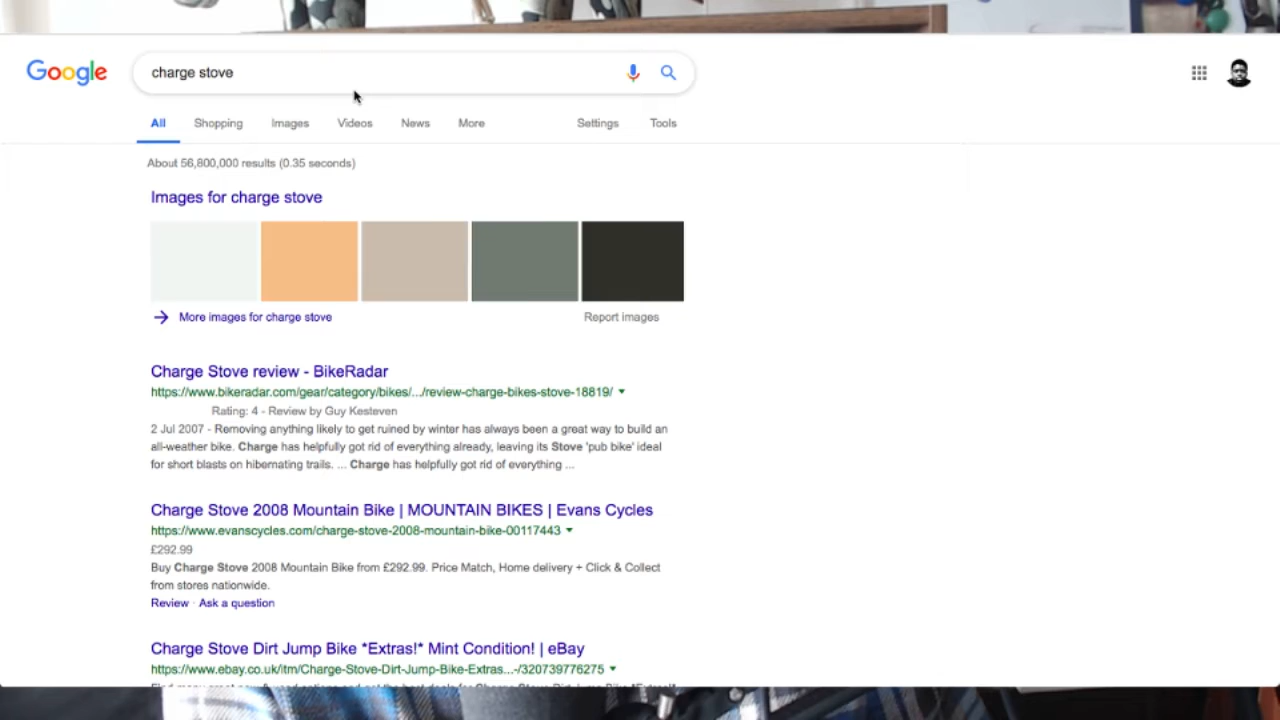 Google
charge stove
All Shopping Images Videos News More Settings Tools
About 56,800,000 results (0.35 seconds)
Images for charge stove
More images for charge stove Report images
Charge Stove review - BikeRadar
https://www.bikeradar.com/gear/category/bikes/.../review-charge-bikes-stove-18819/
Rating: 4 - Review by Guy Kesteven
2 Jul 2007 - Removing anything likely to get ruined by winter has always been a great way to build an
all-weather bike. Charge has helpfully got rid of everything already, leaving its Stove 'pub bike' ideal
for short blasts on hibernating trails. ... Charge has helpfully got rid of everything ...
Charge Stove 2008 Mountain Bike | MOUNTAIN BIKES | Evans Cycles
https://www.evanscycles.com/charge-stove-2008-mountain-bike-00117443
£292.99
Buy Charge Stove 2008 Mountain Bike from £292.99. Price Match, Home delivery + Click & Collect
from stores nationwide.
Review · Ask a question
Charge Stove Dirt Jump Bike *Extras!* Mint Condition! | eBay
https://www.ebay.co.uk/itm/Charge-Stove-Dirt-Jump-Bike-Extras...-/320739776275